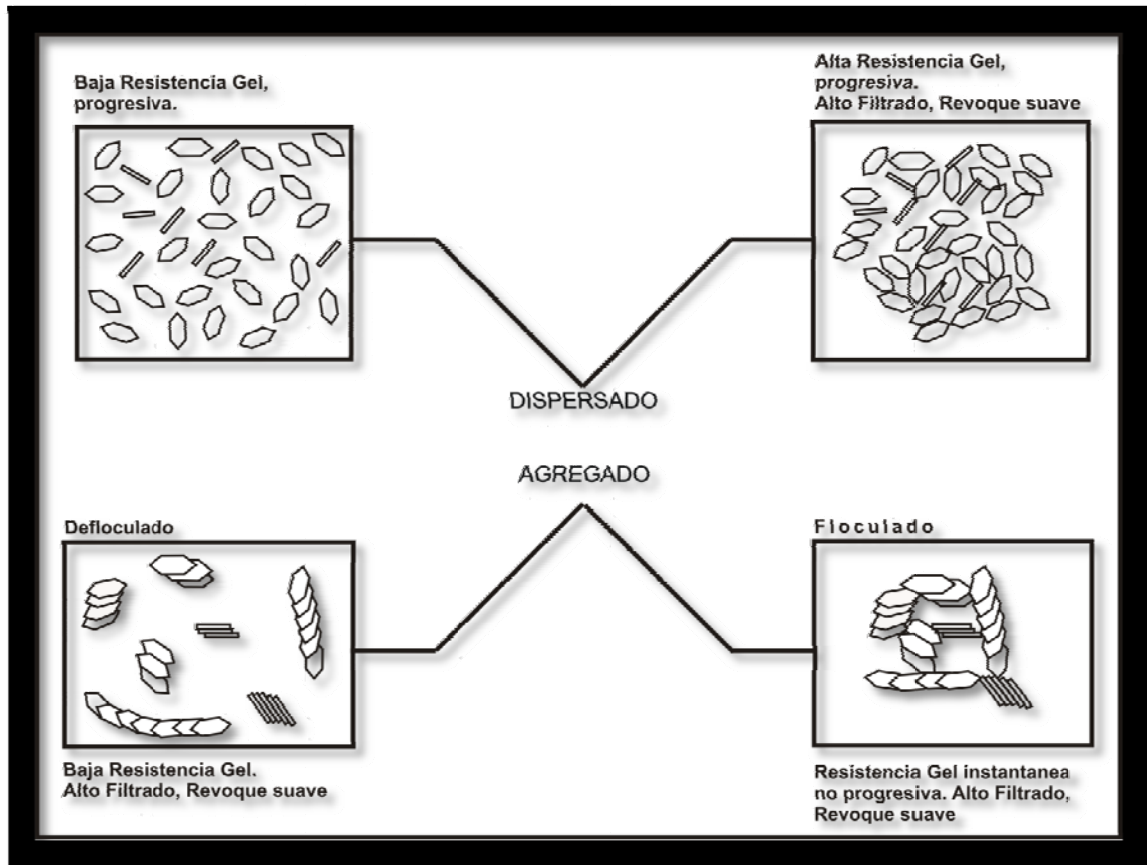 Baja Resistencia Gel,
progresiva.
Alta Resistencia Gel,
progresiva.
Alto Filtrado, Revoque suave
DISPERSADO
AGREGADO
Defloculado
Floculado
Baja Resistencia Gel.
Alto Filtrado, Revoque suave
Resistencia Gel instantanea
no progresiva. Alto Filtrado,
Revoque suave